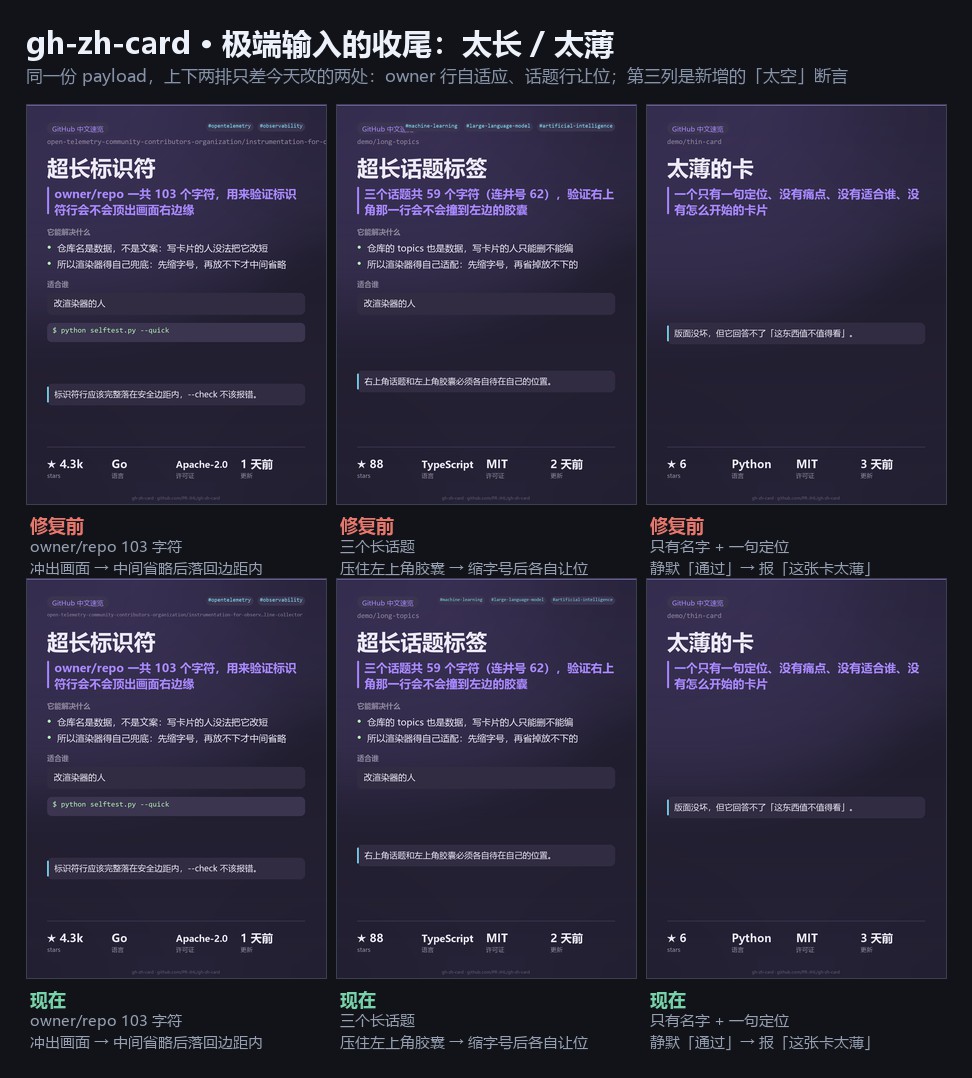 gh-zh-card • 极端输入的收尾：太长 / 太薄
同一份 payload，上下两排只差今天改的两处：owner 行自适应、话题行让位；第三列是新增的「太空」断言
GitHub 中文速览
#opentelemetry #observability
open-telemetry-community-contributors-organization/instrumentation-for-c
超长标识符
owner/repo 一共 103 个字符，用来验证标识
符行会不会顶出画面右边缘
它能解决什么
• 仓库名是数据，不是文案：写卡片的人没法把它改短
• 所以渲染器得自己兜底：先缩字号，再放不下才中间省略
适合谁
改渲染器的人
$ python selftest.py --quick
标识符行应该完整落在安全边距内，--check 不该报错。
★ 4.3k Go Apache-2.0 1 天前
stars 语言 许可证 更新
GitHub 中文
#machine-learning #large-language-model #artificial-intelligence
demo/long-topics
超长话题标签
三个话题共 59 个字符（连井号 62），验证右上
角那一行会不会撞到左边的胶囊
它能解决什么
• 仓库的 topics 也是数据，写卡片的人只能删不能编
• 所以渲染器得自己适配：先缩字号，再省掉放不下的
适合谁
改渲染器的人
右上角话题和左上角胶囊必须各自待在自己的位置。
★ 88 TypeScript MIT 2 天前
stars 语言 许可证 更新
GitHub 中文速览
demo/thin-card
太薄的卡
一个只有一句定位、没有痛点、没有适合谁、没
有怎么开始的卡片
版面没坏，但它回答不了「这东西值不值得看」。
★ 6 Python MIT 3 天前
stars 语言 许可证 更新
修复前
owner/repo 103 字符
冲出画面 → 中间省略后落回边距内
修复前
三个长话题
压住左上角胶囊 → 缩字号后各自让位
修复前
只有名字 + 一句定位
静默「通过」→ 报「这张卡太薄」
GitHub 中文速览
#opentelemetry #observability
超长标识符
owner/repo 一共 103 个字符，用来验证标识
符行会不会顶出画面右边缘
它能解决什么
• 仓库名是数据，不是文案：写卡片的人没法把它改短
• 所以渲染器得自己兜底：先缩字号，再放不下才中间省略
适合谁
改渲染器的人
$ python selftest.py --quick
标识符行应该完整落在安全边距内，--check 不该报错。
★ 4.3k Go Apache-2.0 1 天前
stars 语言 许可证 更新
GitHub 中文速览
#machine-learning #large-language-model #artificial-intelligence
demo/long-topics
超长话题标签
三个话题共 59 个字符（连井号 62），验证右上
角那一行会不会撞到左边的胶囊
它能解决什么
• 仓库的 topics 也是数据，写卡片的人只能删不能编
• 所以渲染器得自己适配：先缩字号，再省掉放不下的
适合谁
改渲染器的人
右上角话题和左上角胶囊必须各自待在自己的位置。
★ 88 TypeScript MIT 2 天前
stars 语言 许可证 更新
GitHub 中文速览
demo/thin-card
太薄的卡
一个只有一句定位、没有痛点、没有适合谁、没
有怎么开始的卡片
版面没坏，但它回答不了「这东西值不值得看」。
★ 6 Python MIT 3 天前
stars 语言 许可证 更新
现在
owner/repo 103 字符
冲出画面 → 中间省略后落回边距内
现在
三个长话题
压住左上角胶囊 → 缩字号后各自让位
现在
只有名字 + 一句定位
静默「通过」→ 报「这张卡太薄」